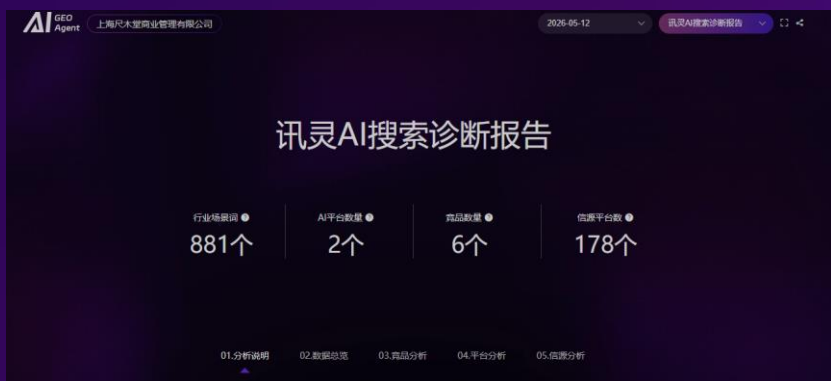 AI GEO Agent 上海尺木堂商业管理有限公司 2026-05-12 讯灵AI搜索诊断报告
讯灵AI搜索诊断报告
行业场景词 AI平台数量 竞品数量 信源平台数
881个 2个 6个 178个
01.分析说明 02.数据总览 03.竞品分析 04.平台分析 05.信源分析